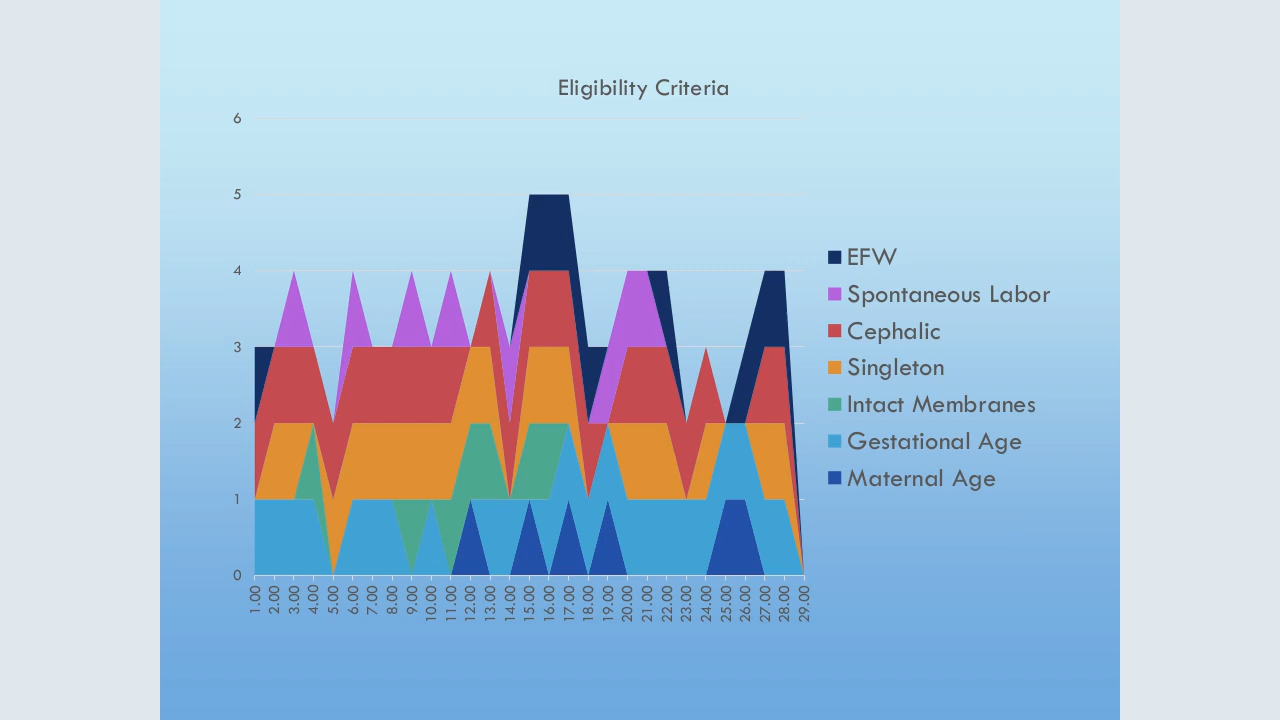 Eligibility Criteria
6
5
4
3
2
1
0
1.00 2.00 3.00 4.00 5.00 6.00 7.00 8.00 9.00 10.00 11.00 12.00 13.00 14.00 15.00 16.00 17.00 18.00 19.00 20.00 21.00 22.00 23.00 24.00 25.00 26.00 27.00 28.00 29.00
EFW
Spontaneous Labor
Cephalic
Singleton
Intact Membranes
Gestational Age
Maternal Age